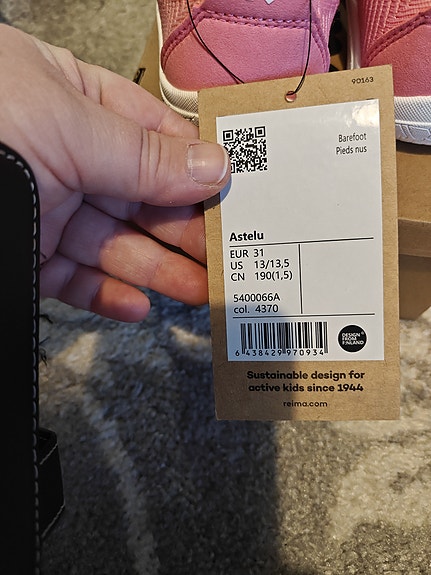 90163
Barefoot
Pieds nus
Astelu
EUR 31
US 13/13,5
CN 190(1,5)
5400066A
col. 4370
6 438429 970934
DESIGN
FROM
FINLAND
Sustainable design for
active kids since 1944
reima.com